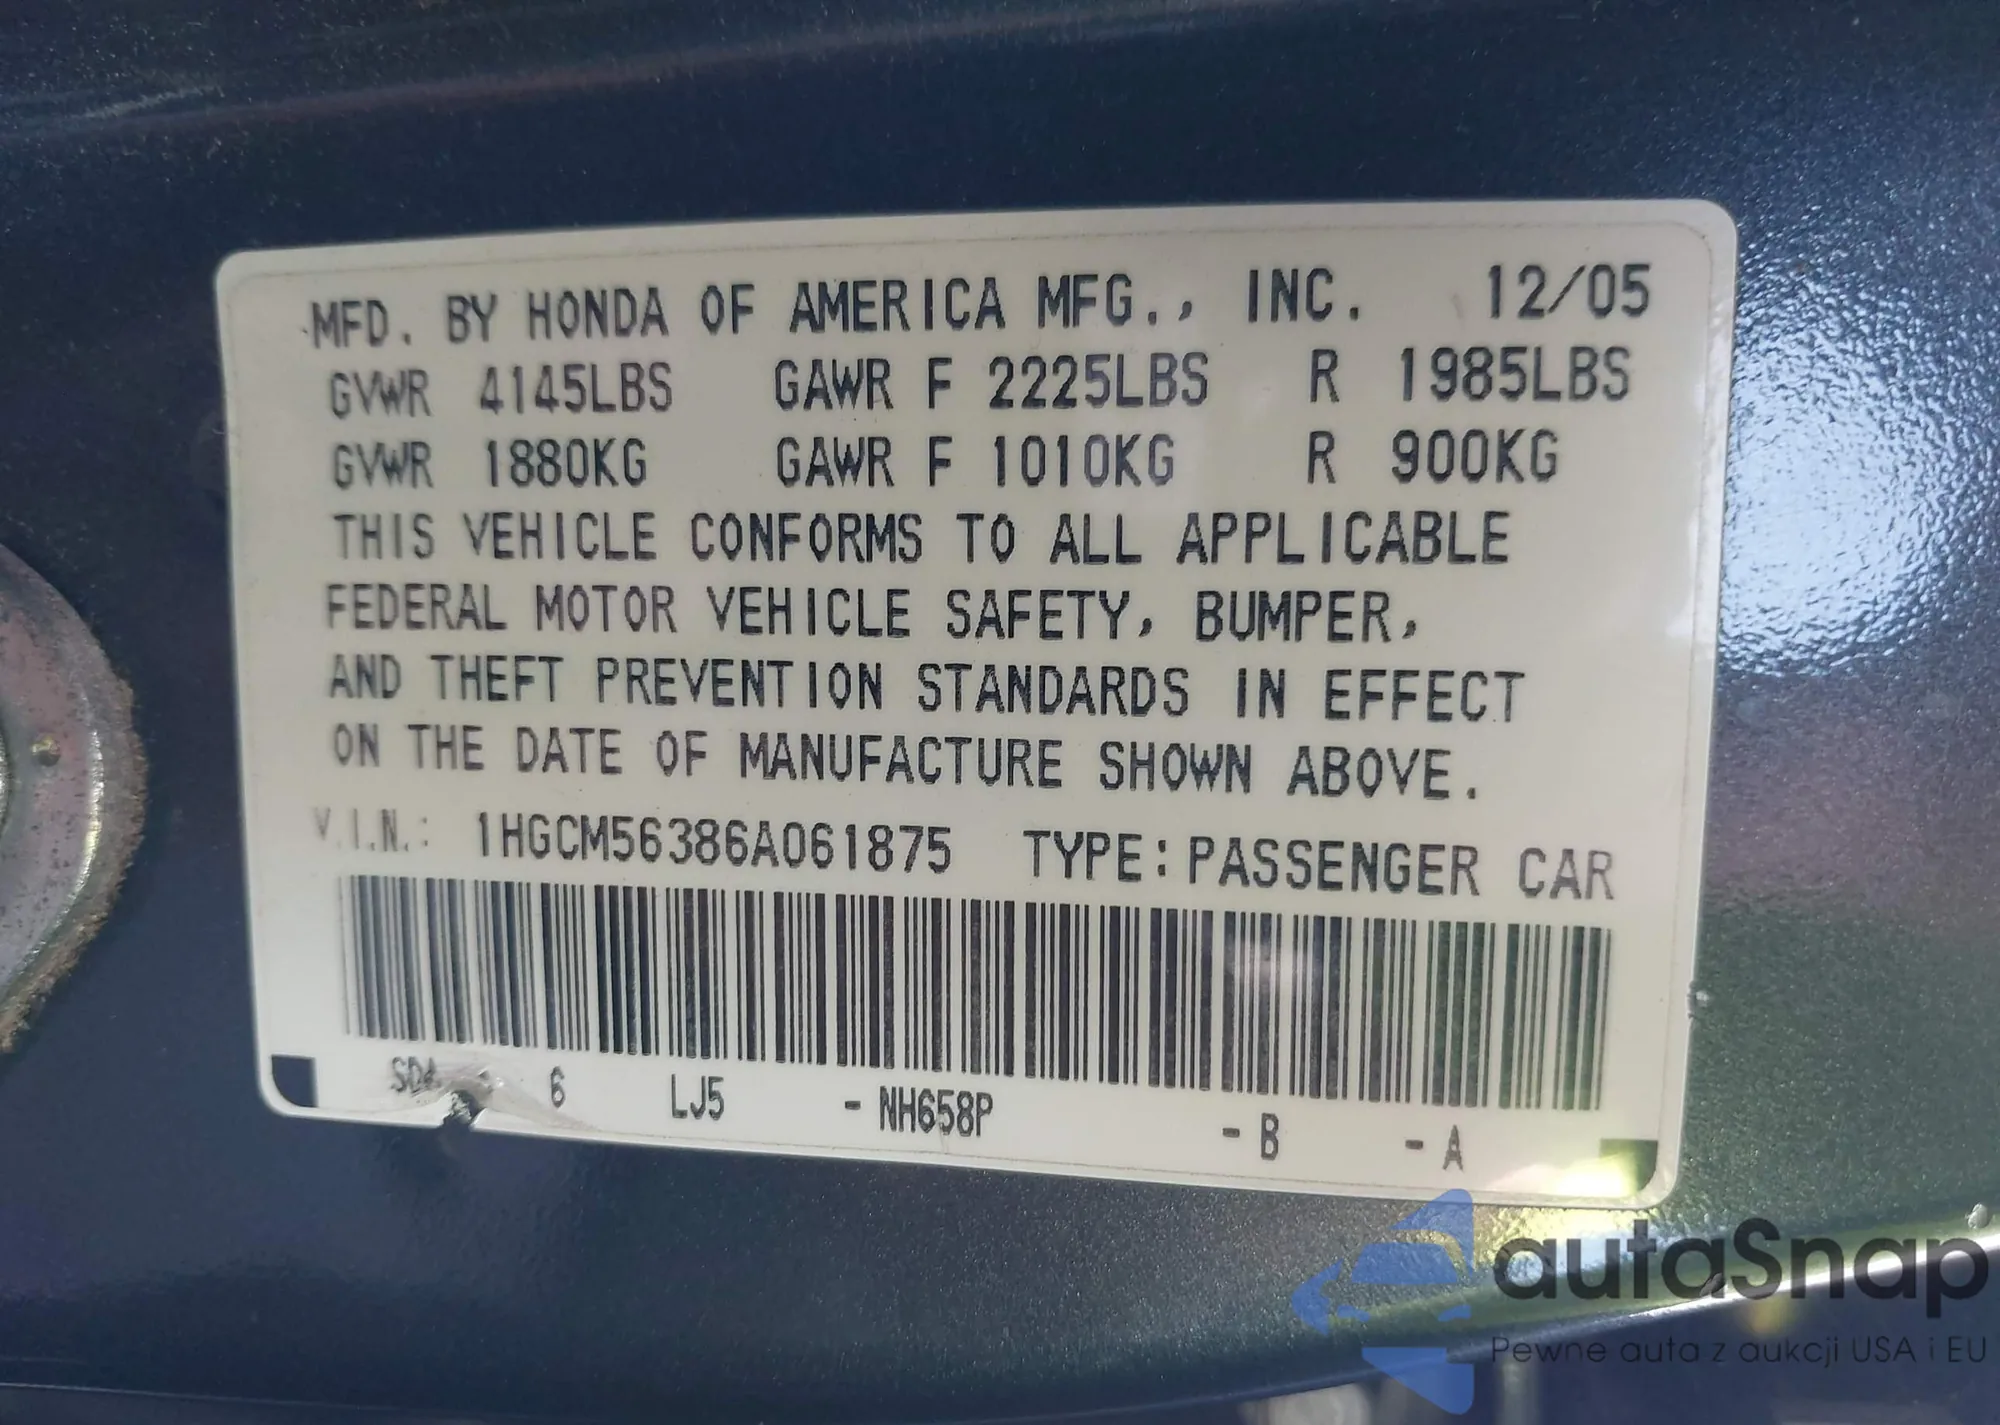 MFD. BY HONDA OF AMERICA MFG., INC. 12/05
GVWR 4145LBS GAWR F 2225LBS R 1985LBS
GVWR 1880KG GAWR F 1010KG R 900KG
THIS VEHICLE CONFORMS TO ALL APPLICABLE
FEDERAL MOTOR VEHICLE SAFETY, BUMPER,
AND THEFT PREVENTION STANDARDS IN EFFECT
ON THE DATE OF MANUFACTURE SHOWN ABOVE.
V.I.N.: 1HGCM56386A061875 TYPE: PASSENGER CAR
6 LJ5 - NH658P - B - A
autaSnap
Pewne auta z aukcji USA i EU